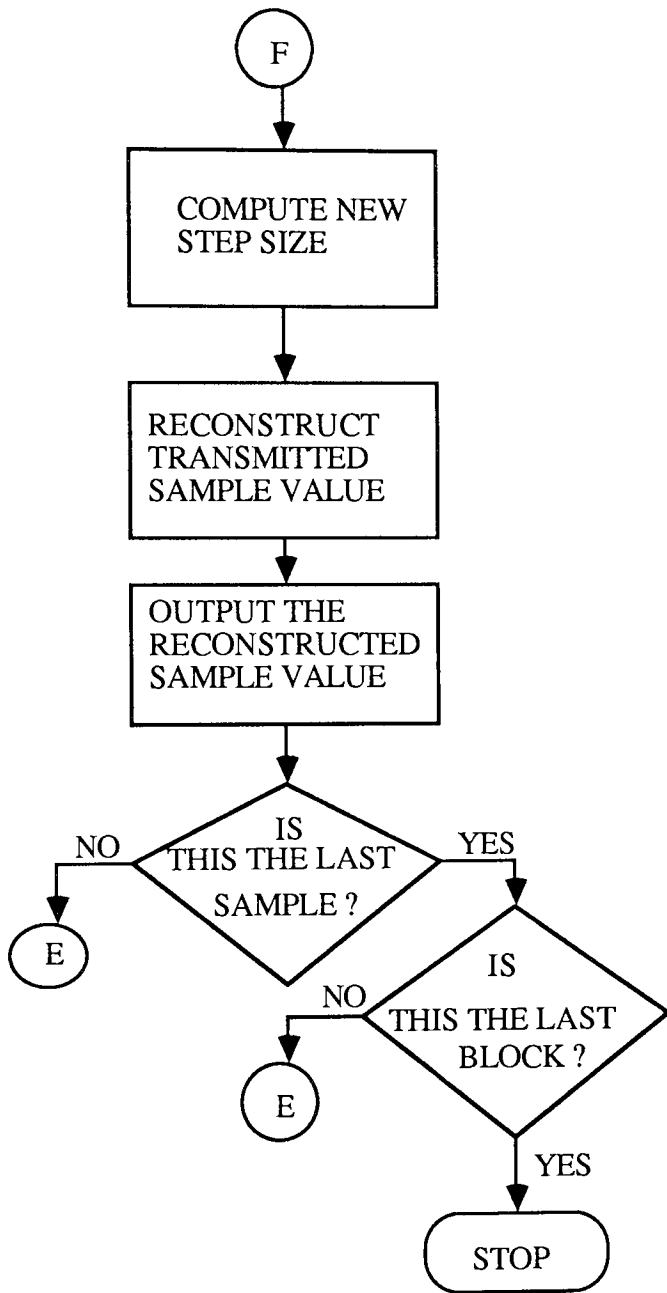 F
COMPUTE NEW
STEP SIZE
RECONSTRUCT
TRANSMITTED
SAMPLE VALUE
OUTPUT THE
RECONSTRUCTED
SAMPLE VALUE
IS
THIS THE LAST
SAMPLE ?
NO
YES
E
IS
THIS THE LAST
BLOCK ?
NO
E
YES
STOP